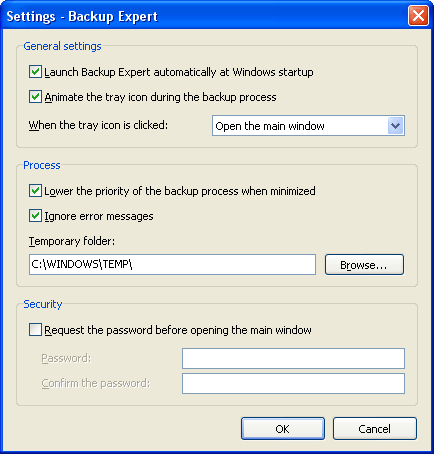 Settings - Backup Expert
General settings
Launch Backup Expert automatically at Windows startup
Animate the tray icon during the backup process
When the tray icon is clicked: Open the main window
Process
Lower the priority of the backup process when minimized
Ignore error messages
Temporary folder:
C:\WINDOWS\TEMP\ Browse...
Security
Request the password before opening the main window
Password:
Confirm the password:
OK Cancel